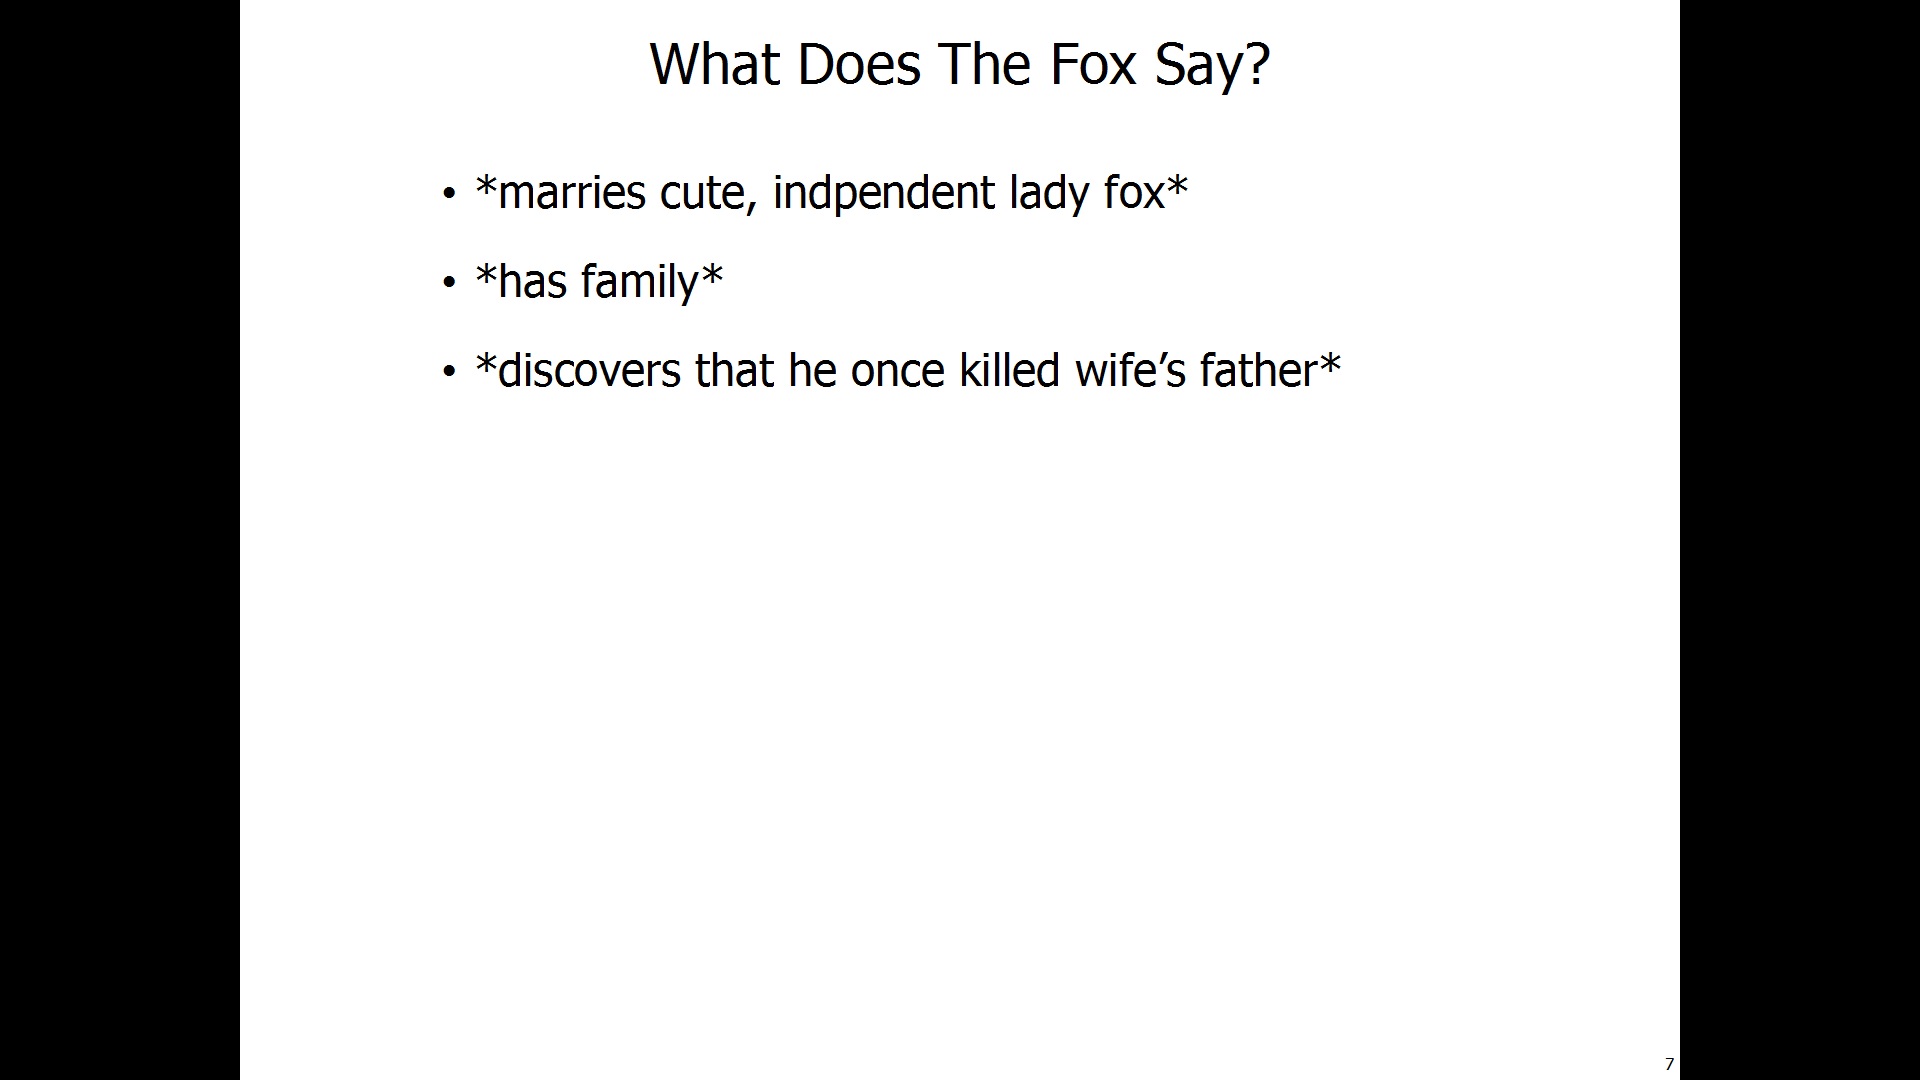 What Does The Fox Say?
• *marries cute, indpendent lady fox*
• *has family*
• *discovers that he once killed wife’s father*
7